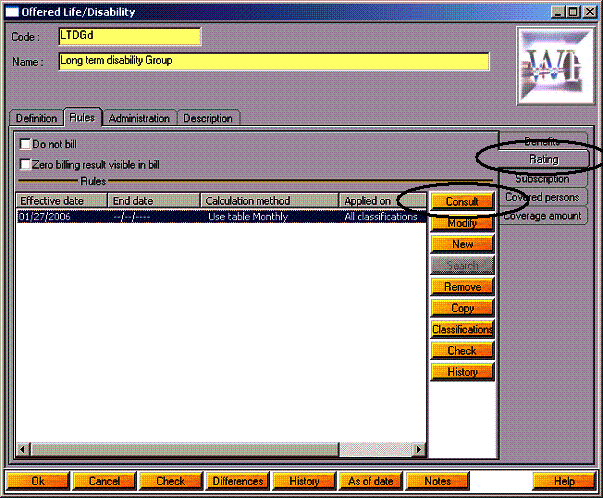 Offered Life/Disability
Code : LTDGd
Name : Long term disability Group
WI
Definition Rules Administration Description
Do not bill
Zero billing result visible in bill
Rules
Benefits
Rating
Subscription
Covered persons
Coverage amount
Effective date End date Calculation method Applied on
01/27/2006 --/--/---- Use table Monthly All classifications
Consult
Modify
New
Search
Remove
Copy
Classifications
Check
History
Ok Cancel Check Differences History As of date Notes Help